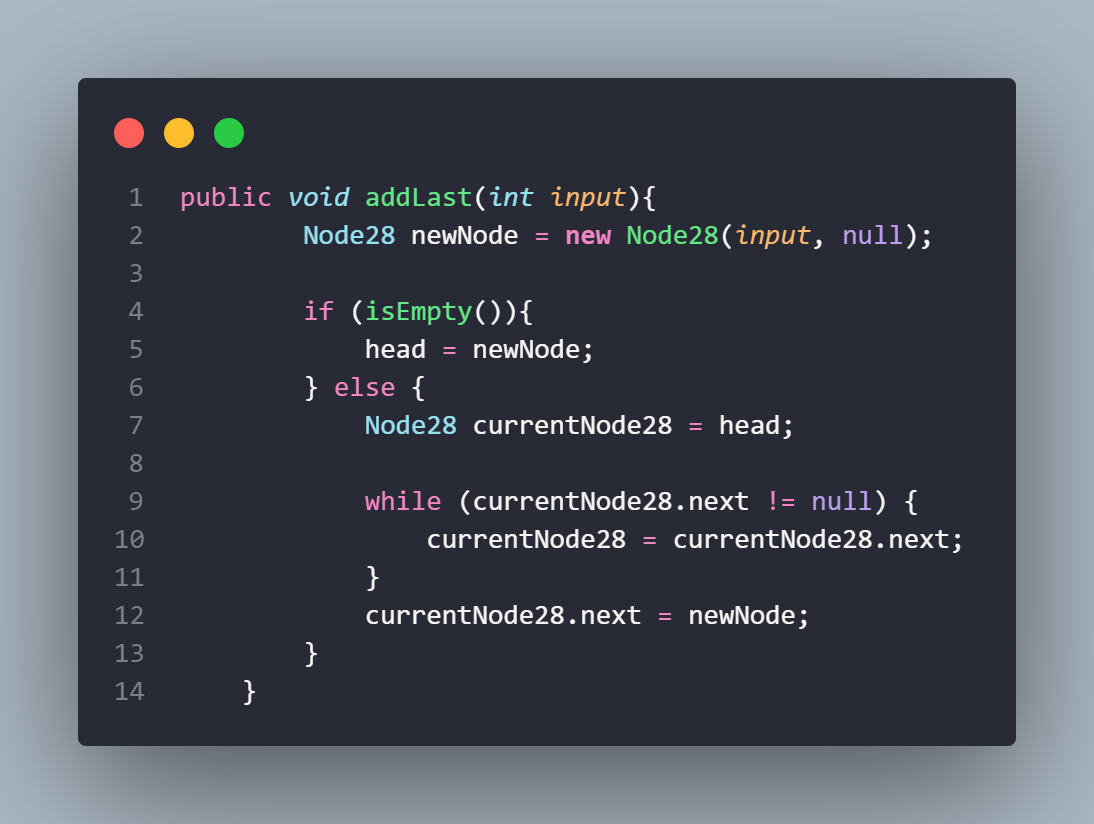 1 public void addLast(int input){
2         Node28 newNode = new Node28(input, null);
3
4         if (isEmpty()){
5             head = newNode;
6         } else {
7             Node28 currentNode28 = head;
8
9             while (currentNode28.next != null) {
10                 currentNode28 = currentNode28.next;
11             }
12             currentNode28.next = newNode;
13         }
14     }